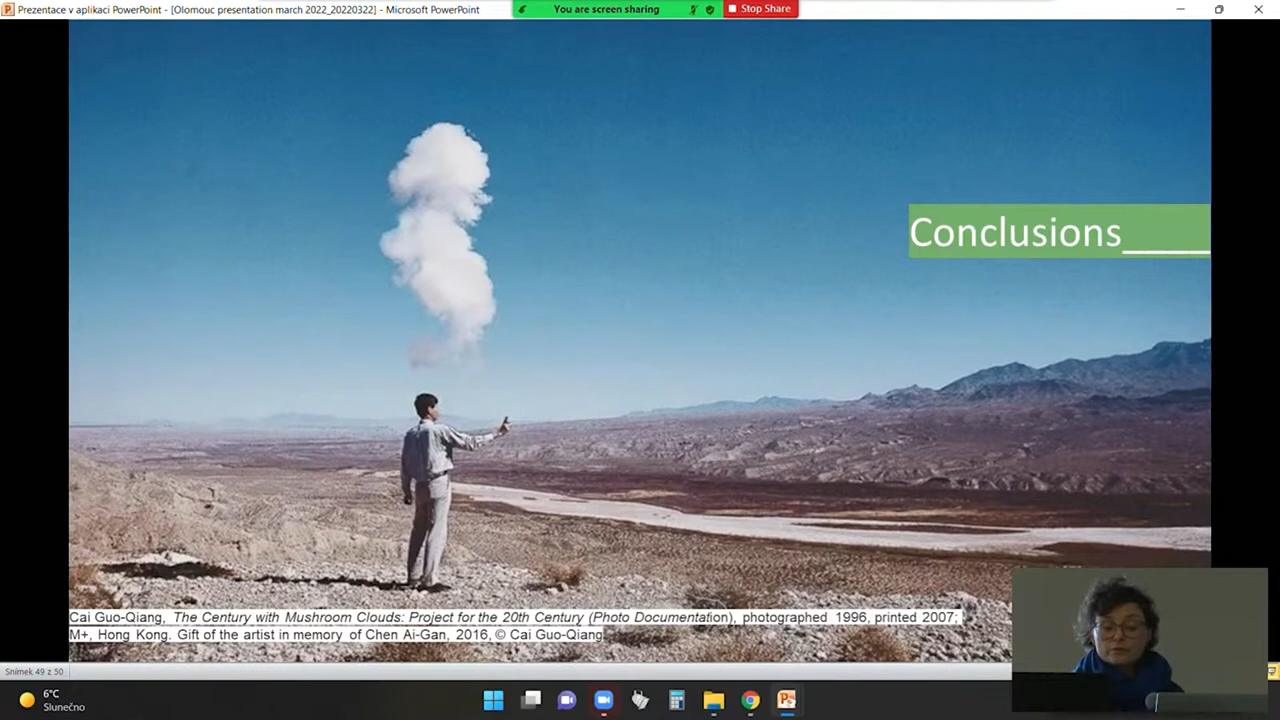 Prezentace v aplikaci PowerPoint - [Olomouc presentation march 2022_20220322] - Microsoft PowerPoint
You are screen sharing
Stop Share
Conclusions____
Cai Guo-Qiang, The Century with Mushroom Clouds: Project for the 20th Century (Photo Documentation), photographed 1996, printed 2007;
M+, Hong Kong. Gift of the artist in memory of Chen Ai-Gan, 2016, © Cai Guo-Qiang
Snímek 49 z 50
6°C
Slunečno